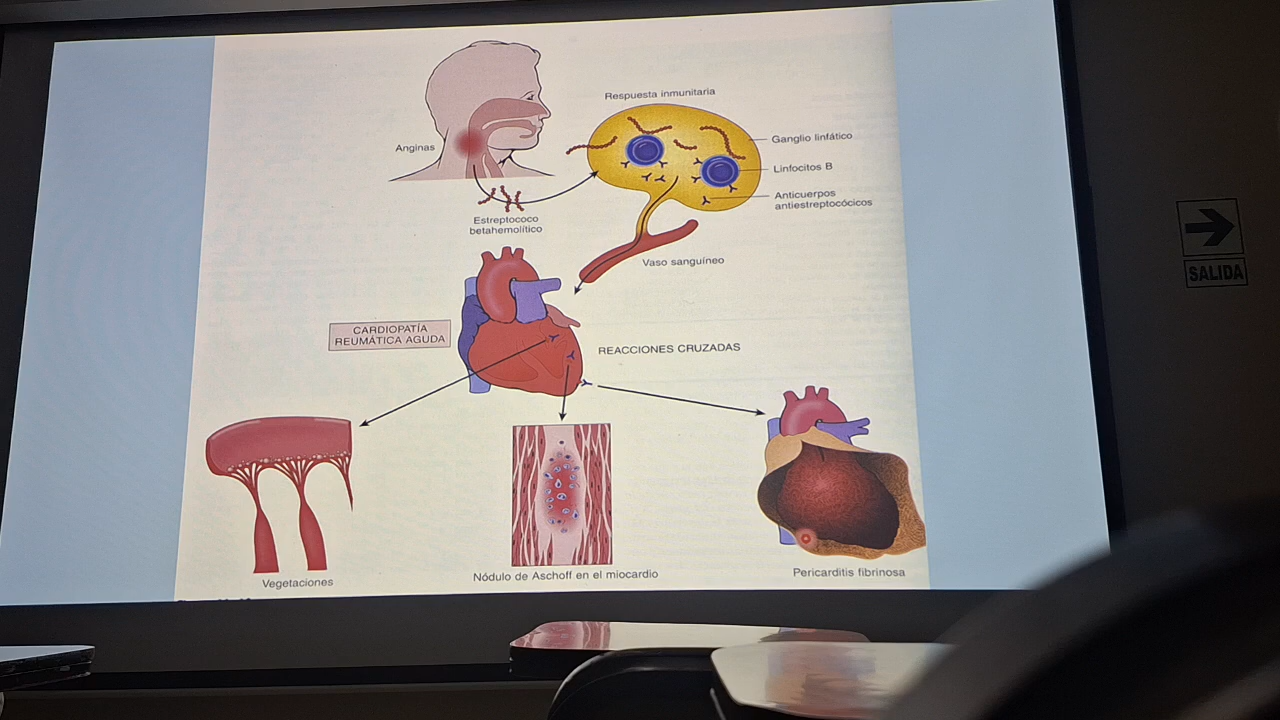 Respuesta inmunitaria
Anginas
Ganglio linfático
Linfocitos B
Anticuerpos
antiestreptocócicos
Estreptococo
betahemolítico
Vaso sanguíneo
CARDIOPATÍA
REUMÁTICA AGUDA
REACCIONES CRUZADAS
Vegetaciones
Nódulo de Aschoff en el miocardio
Pericarditis fibrinosa
SALIDA